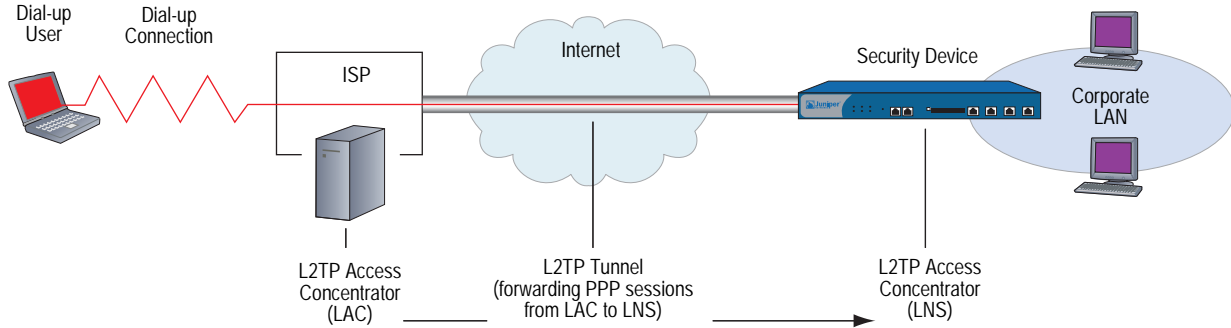 Dial-up
User
Dial-up
Connection
ISP
Internet
Security Device
Juniper
Corporate
LAN
L2TP Access
Concentrator
(LAC)
L2TP Tunnel
(forwarding PPP sessions
from LAC to LNS)
L2TP Access
Concentrator
(LNS)